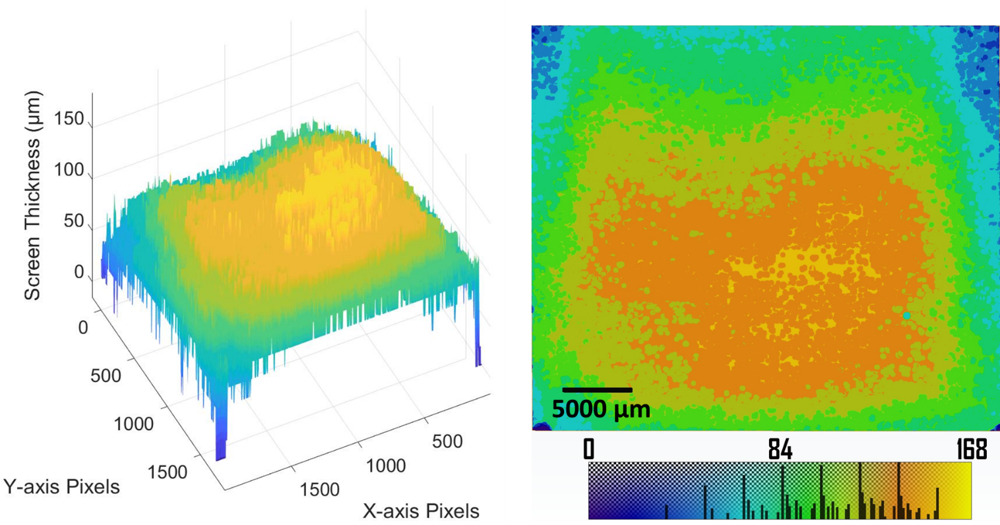 Screen Thickness (μm)
150
100
50
0
0
500
1000
1500
Y-axis Pixels
500
1000
1500
X-axis Pixels
5000 μm
0 84 168